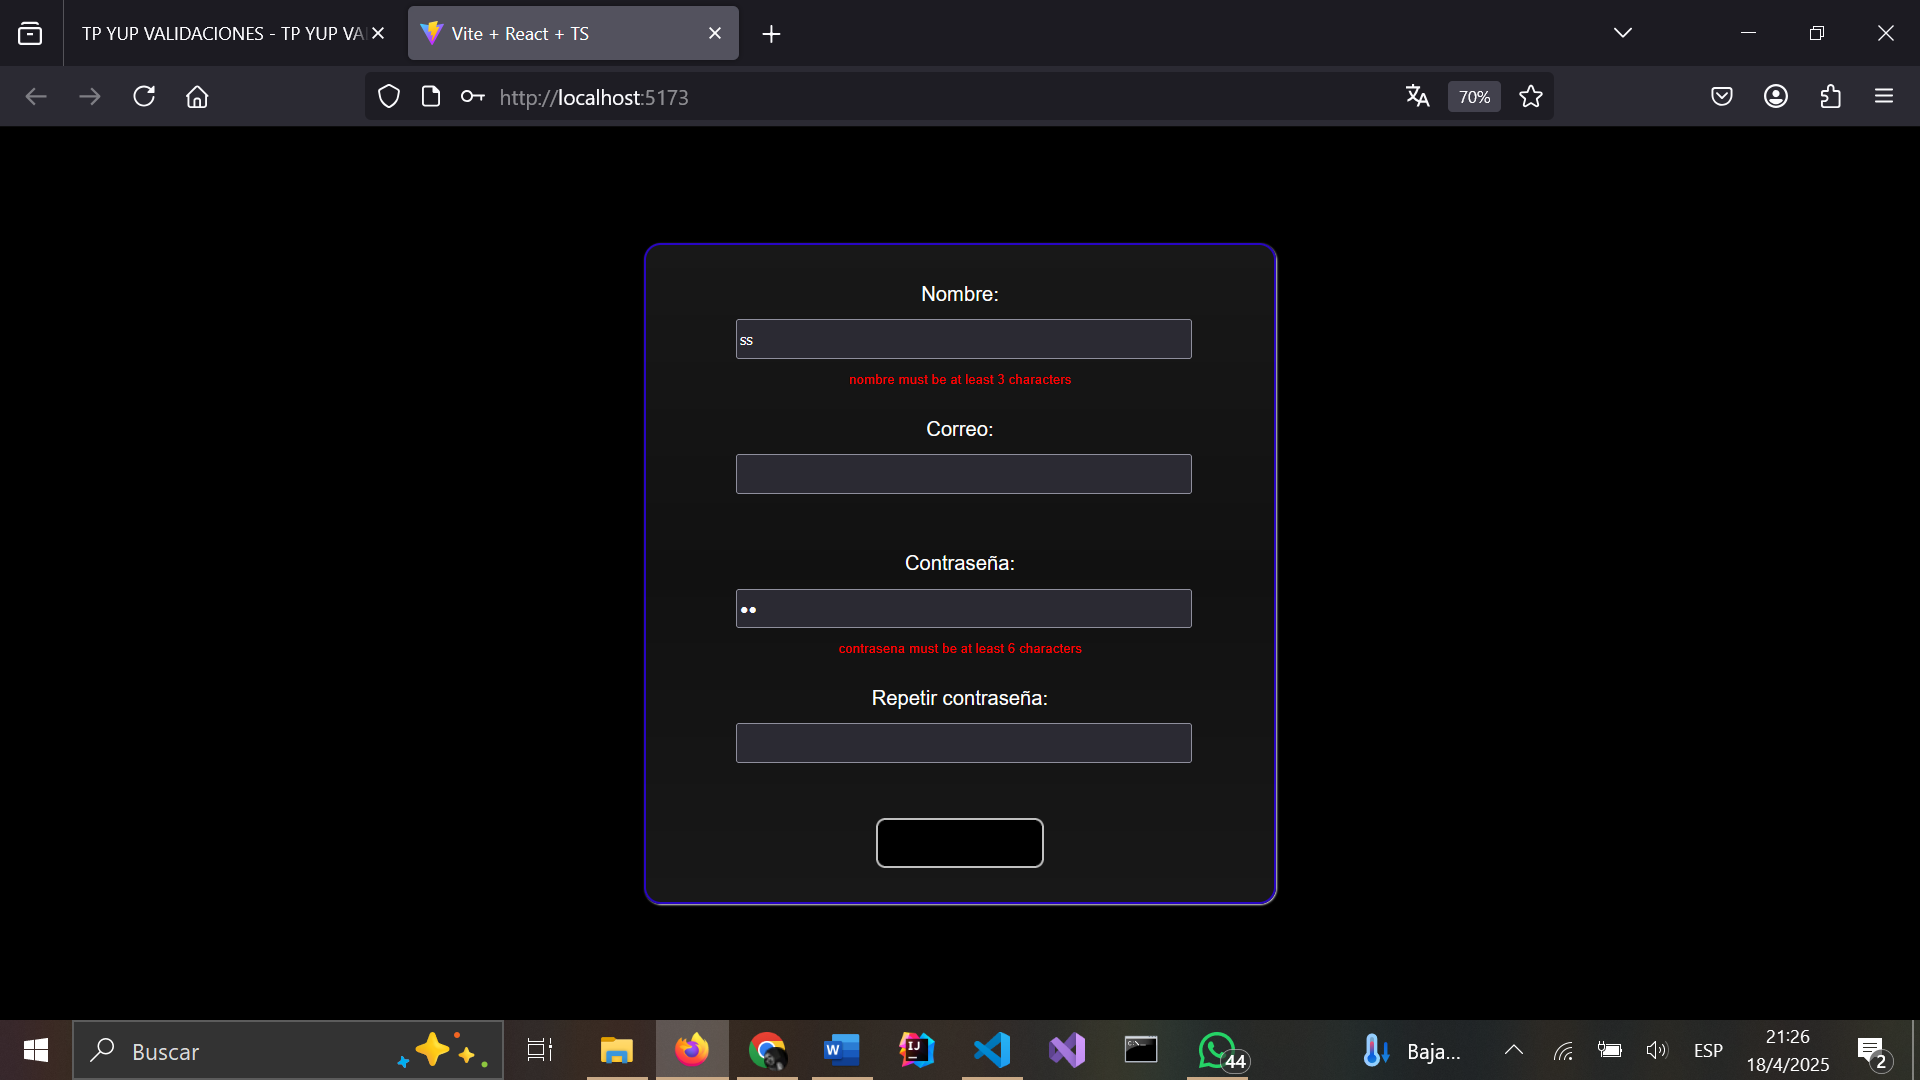 TP YUP VALIDACIONES - TP YUP VA
Vite + React + TS
http://localhost:5173
70%
Nombre:
ss
nombre must be at least 3 characters
Correo:
Contraseña:
contrasena must be at least 6 characters
Repetir contraseña:
Buscar
W
IJ
C:\
44
Baja...
ESP
21:26
18/4/2025
2